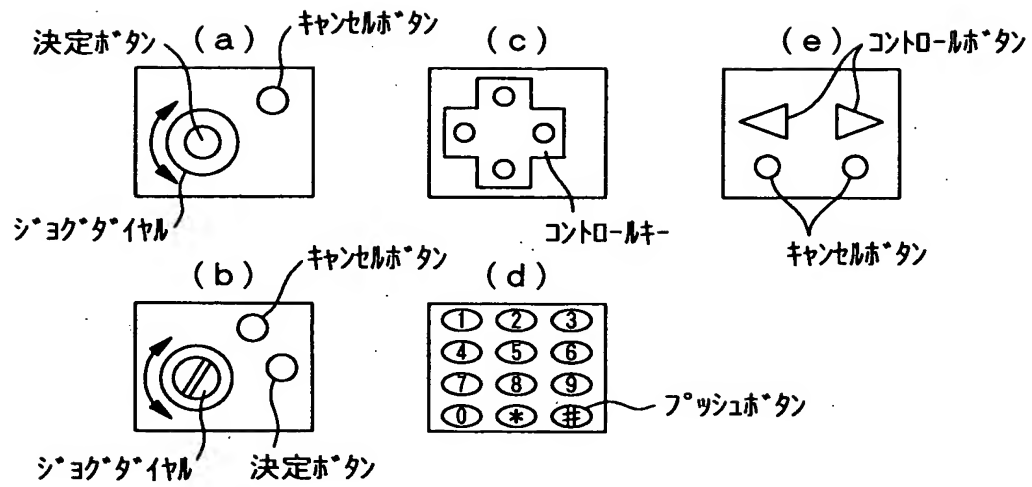 決定ボタン
(a)
キャンセルボタン
ジョグダイヤル
(b)
キャンセルボタン
ジョグダイヤル
決定ボタン
(c)
コントロールキー
(d)
1 2 3
4 5 6
7 8 9
0 * #
プッシュボタン
(e)
コントロールボタン
キャンセルボタン